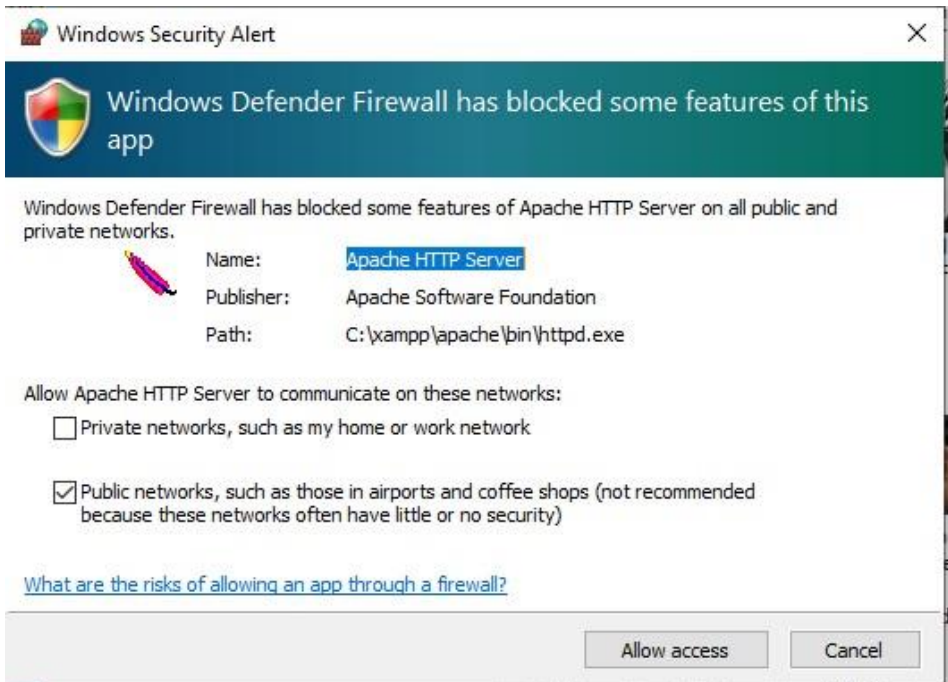 Windows Security Alert
Windows Defender Firewall has blocked some features of this
app
Windows Defender Firewall has blocked some features of Apache HTTP Server on all public and
private networks.
Name: Apache HTTP Server
Publisher: Apache Software Foundation
Path: C:\xampp\apache\bin\httpd.exe
Allow Apache HTTP Server to communicate on these networks:
Private networks, such as my home or work network
Public networks, such as those in airports and coffee shops (not recommended
because these networks often have little or no security)
What are the risks of allowing an app through a firewall?
Allow access Cancel